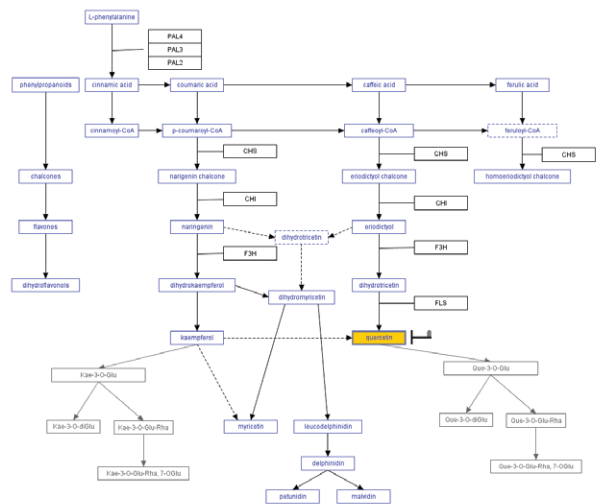 L-phenylalanine
PAL4
PAL3
PAL2
phenylpropanoids
cinnamic acid
coumaric acid
caffeic acid
ferulic acid
cinnamoyl-CoA
p-coumaroyl-CoA
caffeoyl-CoA
feruloyl-CoA
CHS
CHS
CHS
chalcones
narigenin chalcone
eriodictyol chalcone
homoeriodictyol chalcone
CHI
CHI
flavones
naringenin
dihydrotricetin
eriodictyol
F3H
F3H
dihydroflavonols
dihydrokaempferol
dihydromyricetin
dihydrotricetin
FLS
kaempferol
quercetin
Kae-3-O-Glu
Que-3-O-Glu
Kae-3-O-diGlu
Kae-3-O-Glu-Rha
myricetin
leucodelphinidin
Que-3-O-diGlu
Que-3-O-Glu-Rha
Kae-3-O-Glu-Rha, 7-OGlu
delphinidin
Que-3-O-Glu-Rha, 7-OGlu
petunidin
malvidin